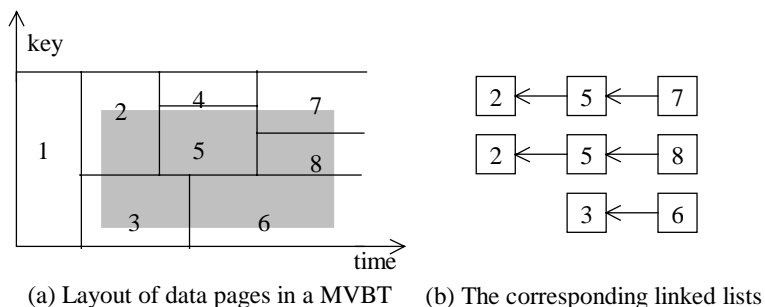 key
2 4 7
1 5 8
3 6
time
2 5 7
2 5 8
3 6
(a) Layout of data pages in a MVBT
(b) The corresponding linked lists